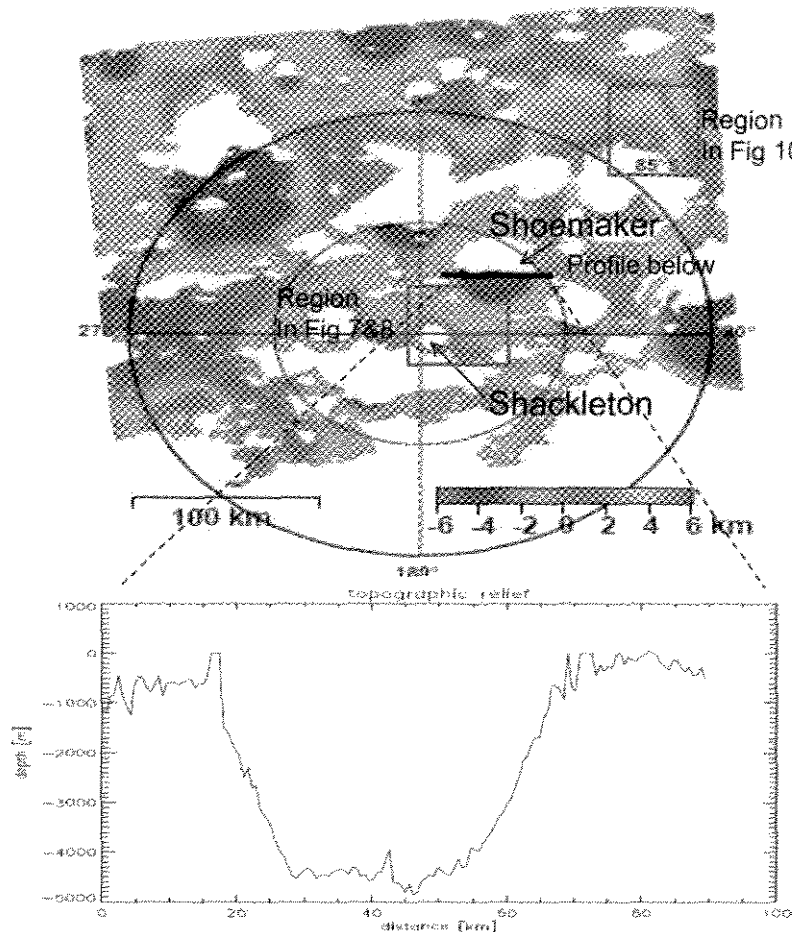 Region
In Fig 10
85°
Shoemaker
Profile below
Region
In Fig 7&8
Shackleton
100 km
-6 -4 -2 0 2 4 6 km
180°
topographic relief
1000
0
-1000
-2000
-3000
-4000
-5000
0 20 40 60 80 100
distance [km]